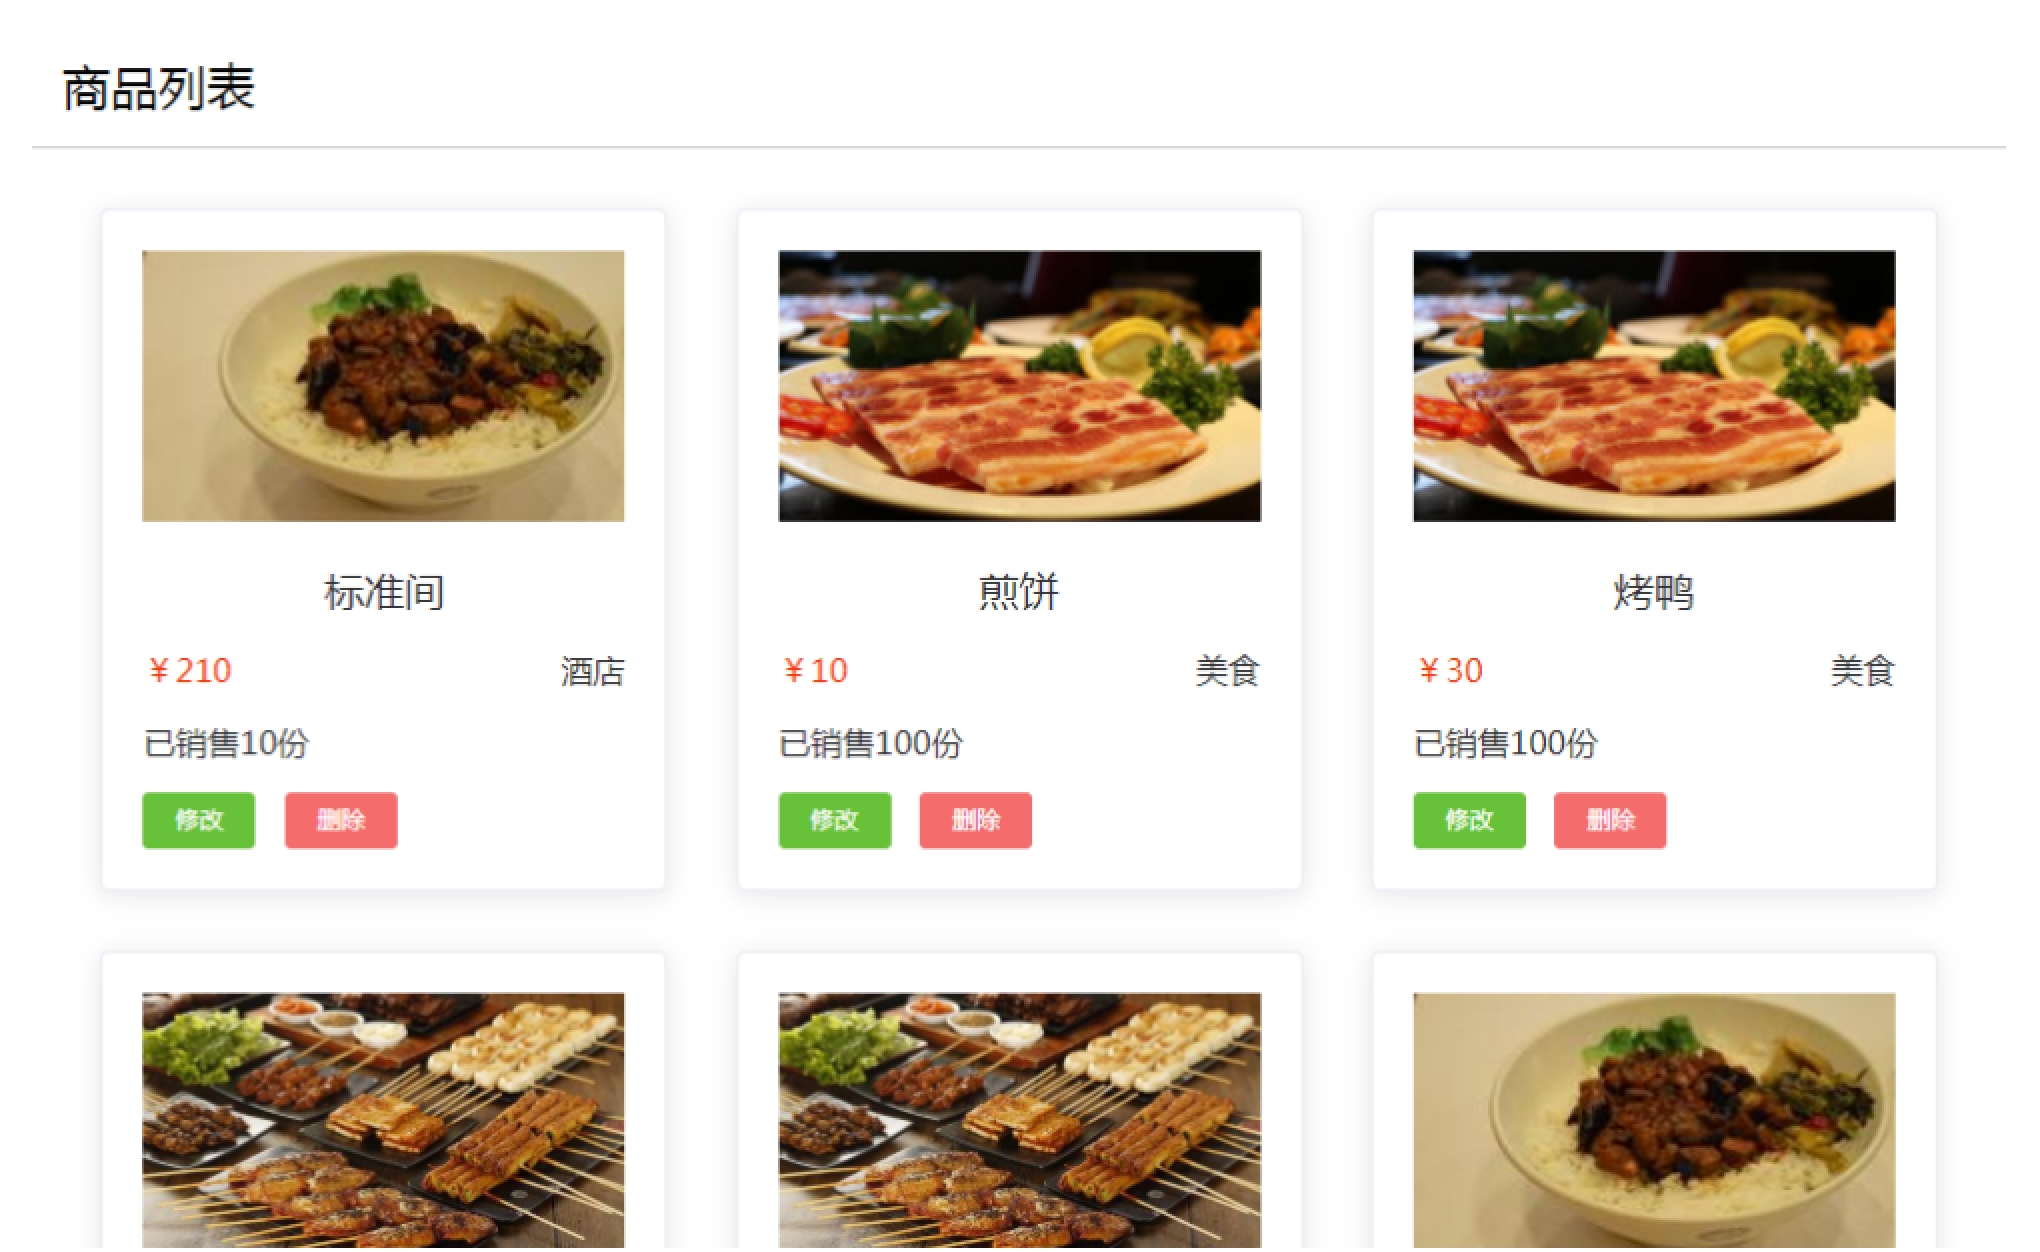 商品列表
标准间
¥ 210 酒店
已销售10份
修改 删除
煎饼
¥ 10 美食
已销售100份
修改 删除
烤鸭
¥ 30 美食
已销售100份
修改 删除